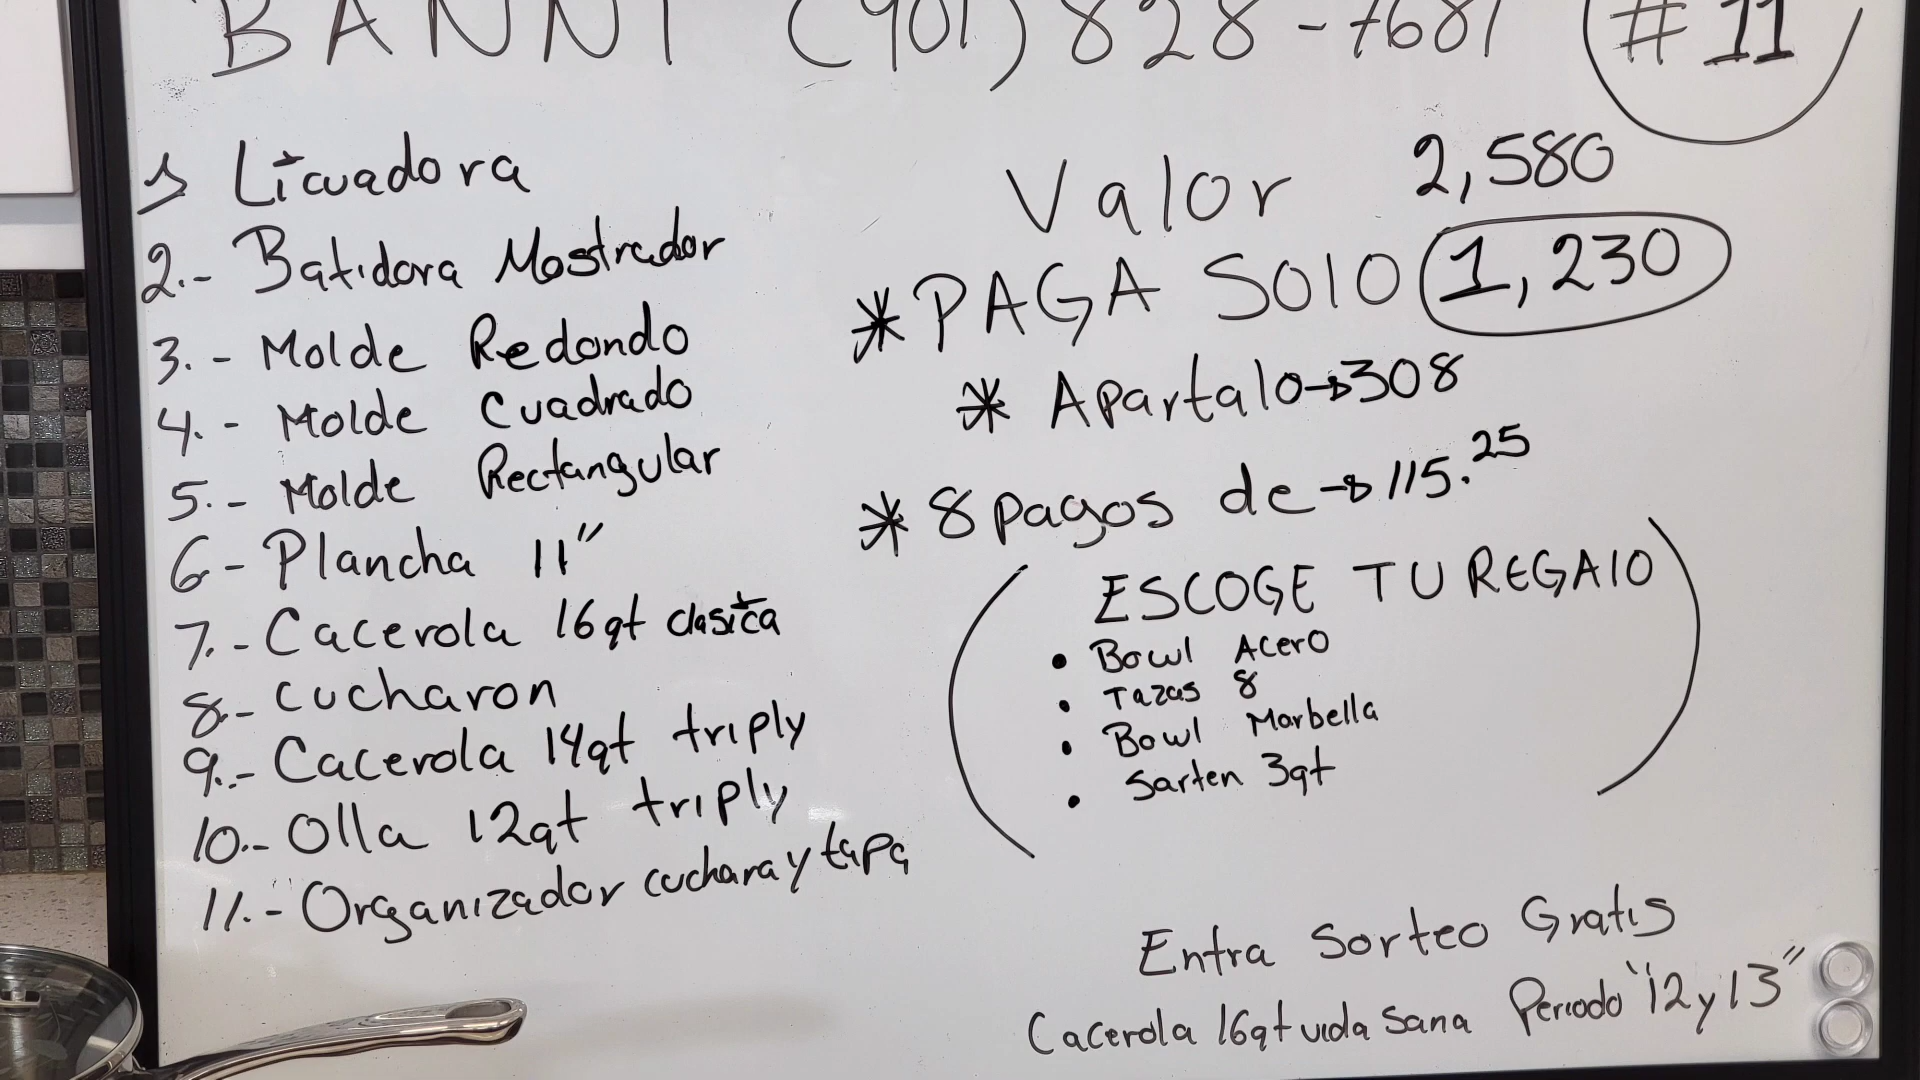 BANNI (901) 828-7681 #11
1 Licuadora
2.- Batidora Mostrador
3.- Molde Redondo
4.- Molde Cuadrado
5.- Molde Rectangular
6- Plancha 11"
7.- Cacerola 16qt clasica
8.- Cucharon
9.- Cacerola 14qt triply
10.- Olla 12qt triply
11.- Organizador cuchara y tapa
Valor 2,580
* PAGA SOLO 1,230
* Apartalo→308
* 8 pagos de→115.25
ESCOGE TU REGALO
• Bowl Acero
• Tazas 8
• Bowl Marbella
• Sarten 3qt
Entra Sorteo Gratis
Cacerola 16qt vida sana Periodo "12 y 13"